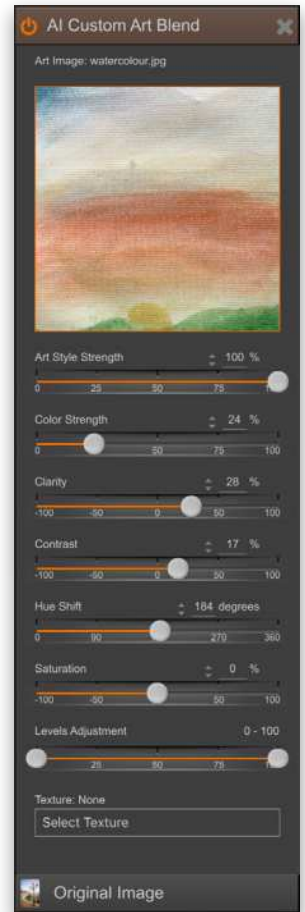 AI Custom Art Blend
Art Image: watercolour.jpg
Art Style Strength 100 %
0 25 50 75
Color Strength 24 %
0 50 75 100
Clarity 28 %
-100 -50 0 50 100
Contrast 17 %
-100 -50 0 50 100
Hue Shift 184 degrees
0 90 270 360
Saturation 0 %
-100 -50 50 100
Levels Adjustment 0 - 100
25 50 75
Texture: None
Select Texture
Original Image